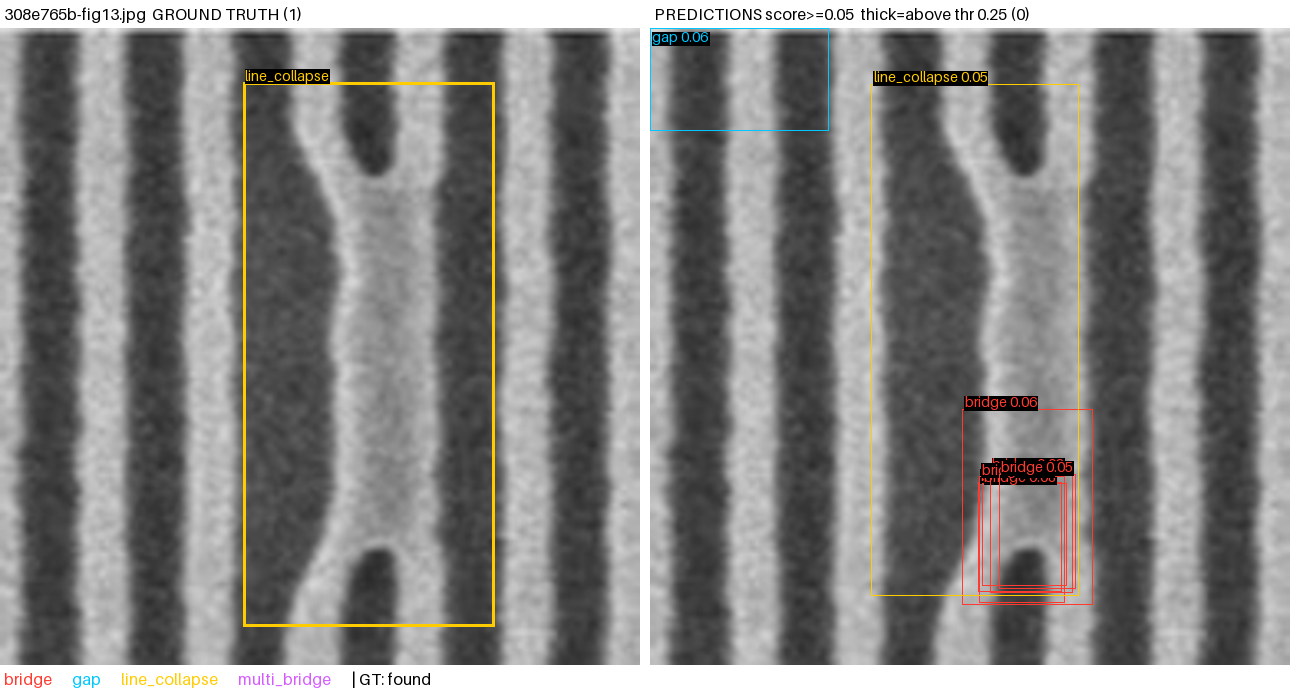 308e765b-fig13.jpg  GROUND TRUTH (1)
PREDICTIONS score>=0.05  thick=above thr 0.25 (0)
line_collapse
gap 0.06
line_collapse 0.05
bridge 0.06
bridge 0.05
bridge gap line_collapse multi_bridge | GT: found